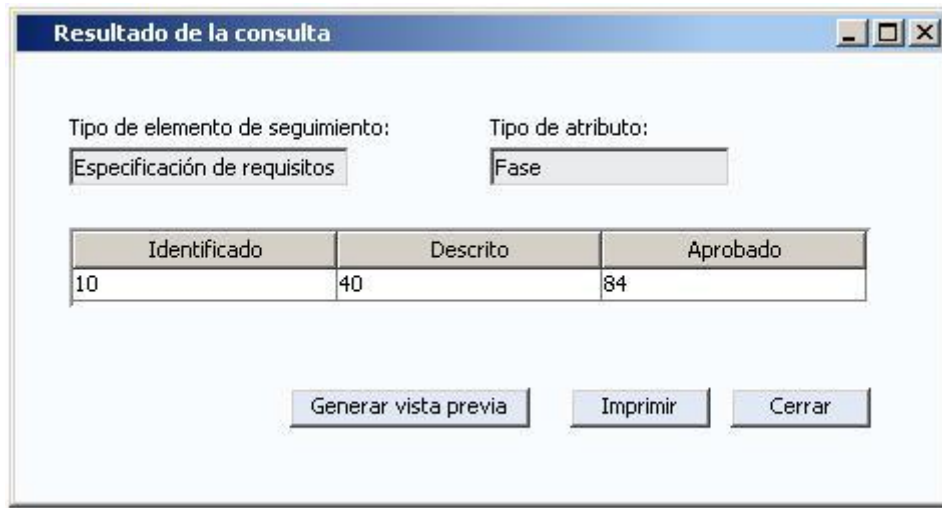 Resultado de la consulta
Tipo de elemento de seguimiento: Tipo de atributo:
Especificación de requisitos Fase
Identificado Descrito Aprobado
10 40 84
Generar vista previa Imprimir Cerrar